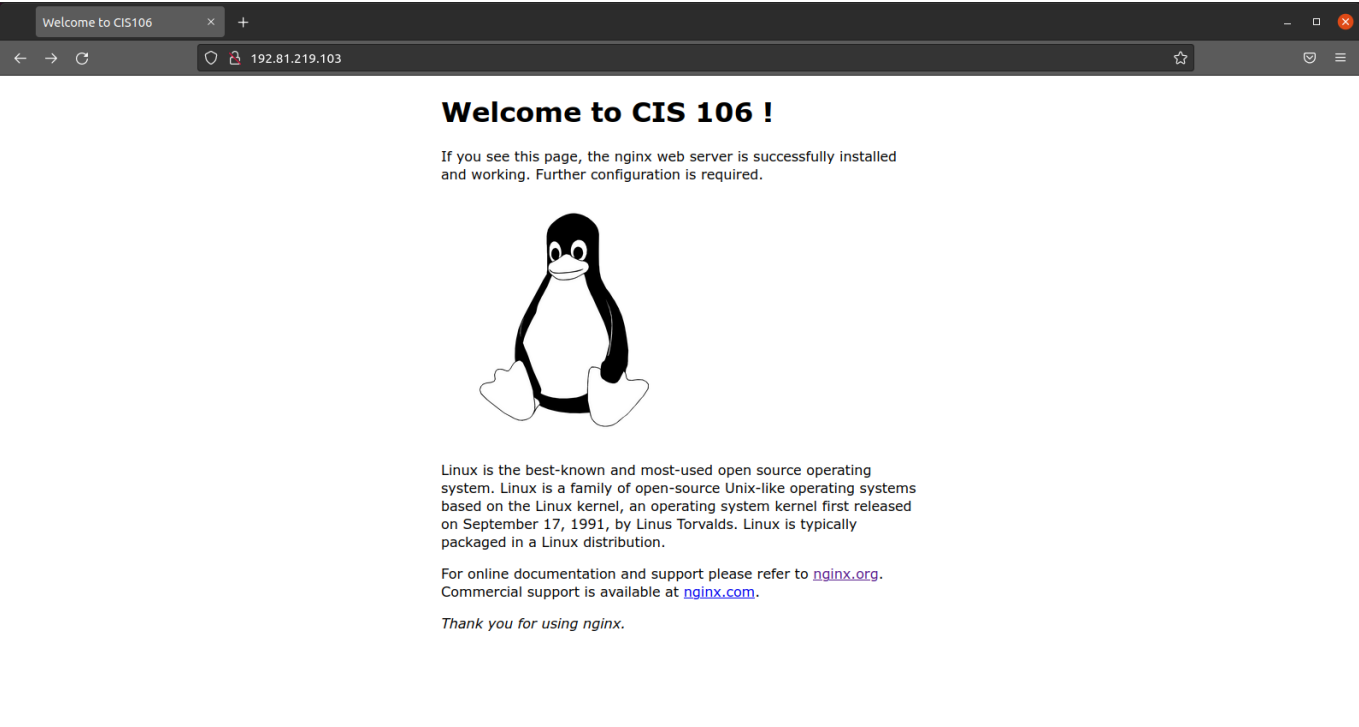 Welcome to CIS106
192.81.219.103
Welcome to CIS 106 !
If you see this page, the nginx web server is successfully installed
and working. Further configuration is required.
Linux is the best-known and most-used open source operating
system. Linux is a family of open-source Unix-like operating systems
based on the Linux kernel, an operating system kernel first released
on September 17, 1991, by Linus Torvalds. Linux is typically
packaged in a Linux distribution.
For online documentation and support please refer to nginx.org.
Commercial support is available at nginx.com.
Thank you for using nginx.